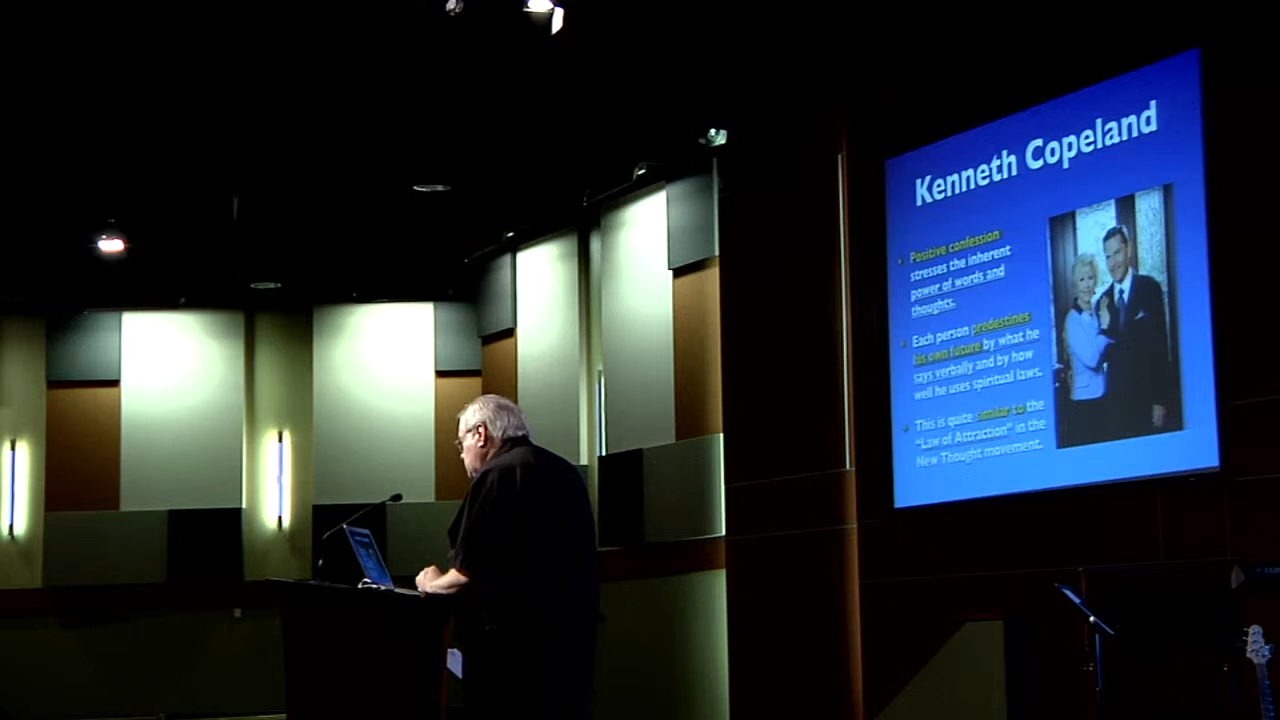 Kenneth Copeland
Positive confession
stresses the inherent
power of words and
thoughts.
Each person predestines
his own future by what he
says verbally and by how
well he uses spiritual laws.
This is quite similar to the
"Law of Attraction" in the
New Thought movement.